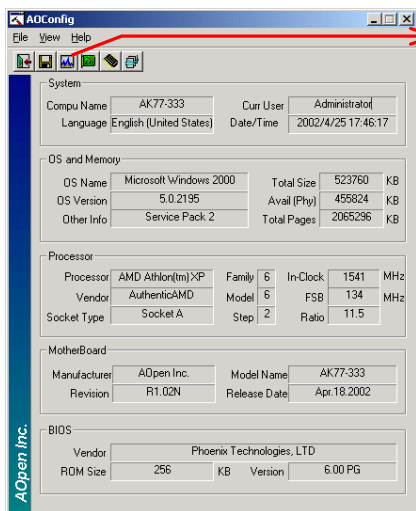 AOConfig
File View Help
System
Compu Name AK77-333 Curr User Administrator
Language English (United States) Date/Time 2002/4/25 17:46:17
OS and Memory
OS Name Microsoft Windows 2000 Total Size 523760 KB
OS Version 5.0.2195 Avail (Phy) 455824 KB
Other Info Service Pack 2 Total Pages 2065296 KB
Processor
Processor AMD Athlon(tm) XP Family 6 In-Clock 1541 MHz
Vendor AuthenticAMD Model 6 FSB 134 MHz
Socket Type Socket A Step 2 Ratio 11.5
MotherBoard
Manufacturer AOpen Inc. Model Name AK77-333
Revision R1.02N Release Date Apr.18.2002
BIOS
Vendor Phoenix Technologies, LTD
ROM Size 256 KB Version 6.00 PG
AOpen Inc.